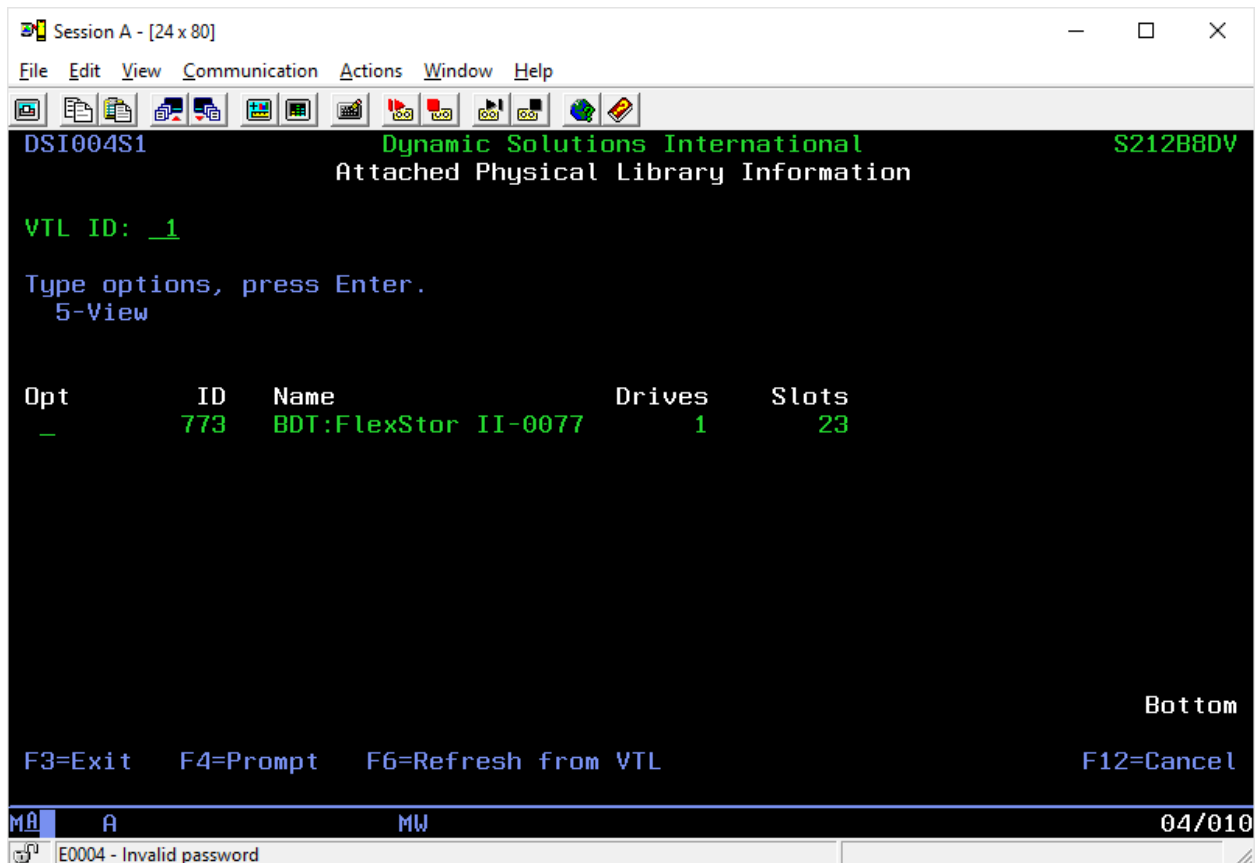 Session A - [24 x 80]
File Edit View Communication Actions Window Help
DSI004S1 Dynamic Solutions International S212B8DV
Attached Physical Library Information
VTL ID: _1
Type options, press Enter.
5-View
Opt ID Name Drives Slots
_ 773 BDT:FlexStor II-0077 1 23
Bottom
F3=Exit F4=Prompt F6=Refresh from VTL F12=Cancel
MA A MW 04/010
E0004 - Invalid password